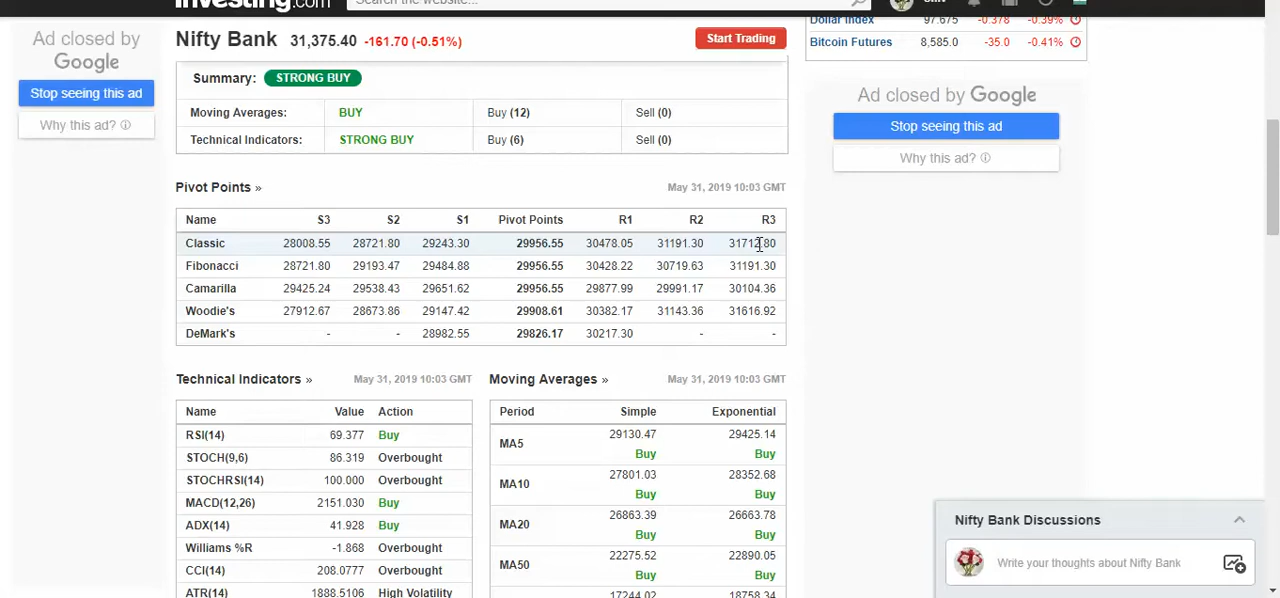 Investing.com
Search the website...
Ad closed by
Google
Stop seeing this ad
Why this ad?
Nifty Bank 31,375.40 -161.70 (-0.51%)
Start Trading
Dollar Index 97.675 -0.378 -0.39%
Bitcoin Futures 8,585.0 -35.0 -0.41%
Ad closed by Google
Stop seeing this ad
Why this ad?
Summary: STRONG BUY
Moving Averages: BUY Buy (12) Sell (0)
Technical Indicators: STRONG BUY Buy (6) Sell (0)
Pivot Points » May 31, 2019 10:03 GMT
Name S3 S2 S1 Pivot Points R1 R2 R3
Classic 28008.55 28721.80 29243.30 29956.55 30478.05 31191.30 31712.80
Fibonacci 28721.80 29193.47 29484.88 29956.55 30428.22 30719.63 31191.30
Camarilla 29425.24 29538.43 29651.62 29956.55 29877.99 29991.17 30104.36
Woodie's 27912.67 28673.86 29147.42 29908.61 30382.17 31143.36 31616.92
DeMark's - - 28982.55 29826.17 30217.30 - -
Technical Indicators » May 31, 2019 10:03 GMT
Name Value Action
RSI(14) 69.377 Buy
STOCH(9,6) 86.319 Overbought
STOCHRSI(14) 100.000 Overbought
MACD(12,26) 2151.030 Buy
ADX(14) 41.928 Buy
Williams %R -1.868 Overbought
CCI(14) 208.0777 Overbought
ATR(14) 1888.5106 High Volatility
Moving Averages » May 31, 2019 10:03 GMT
Period Simple Exponential
MA5 29130.47 29425.14
Buy Buy
MA10 27801.03 28352.68
Buy Buy
MA20 26863.39 26663.78
Buy Buy
MA50 22275.52 22890.05
Buy Buy
17244.02 18758.34
Nifty Bank Discussions
Write your thoughts about Nifty Bank